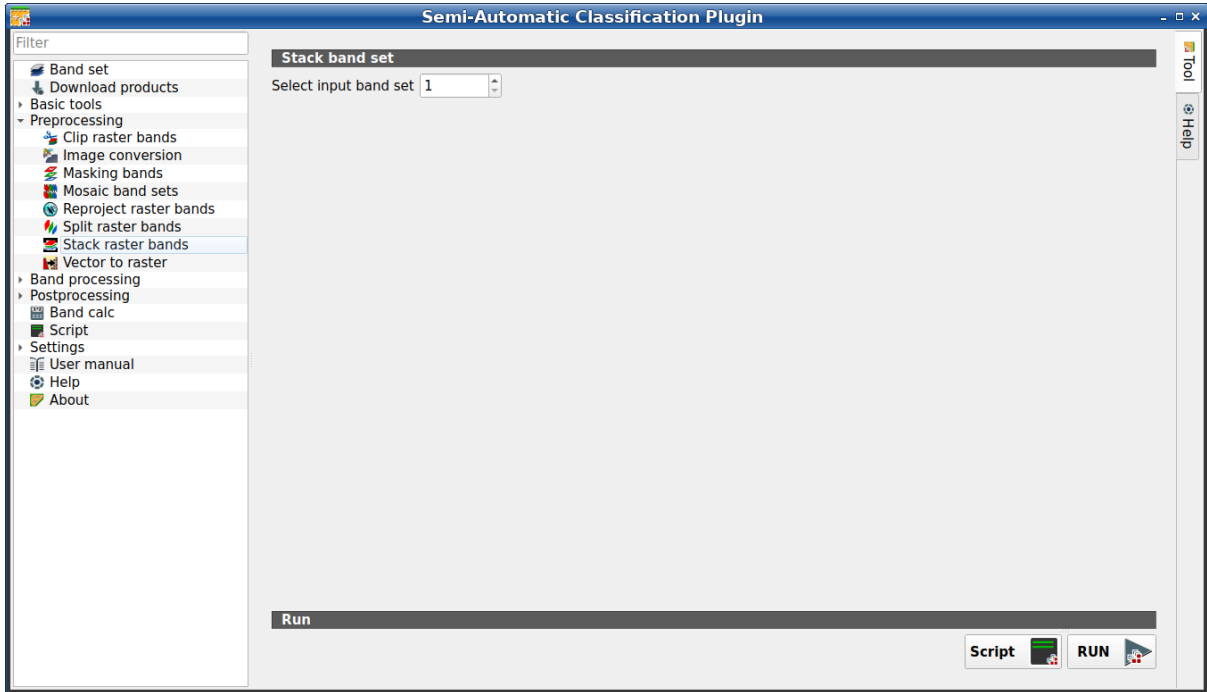 Semi-Automatic Classification Plugin
Filter
Band set
Download products
Basic tools
Preprocessing
Clip raster bands
Image conversion
Masking bands
Mosaic band sets
Reproject raster bands
Split raster bands
Stack raster bands
Vector to raster
Band processing
Postprocessing
Band calc
Script
Settings
User manual
Help
About
Stack band set
Select input band set 1
Run
Script RUN
Tool
Help